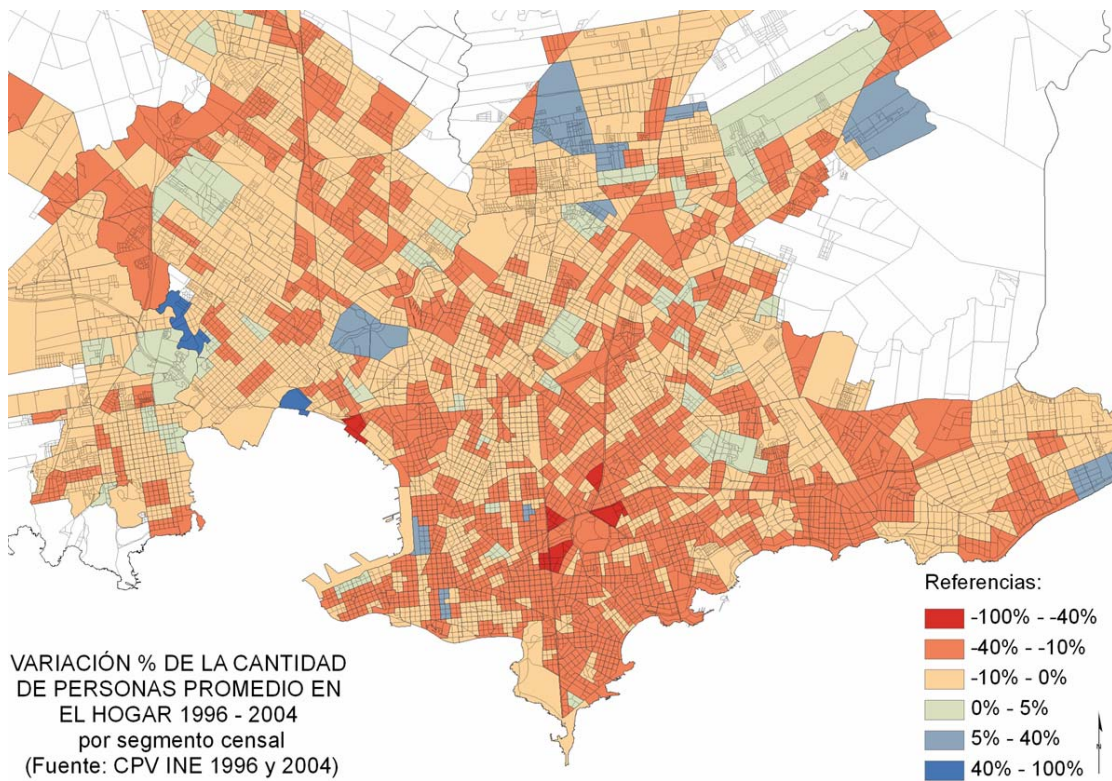 VARIACIÓN % DE LA CANTIDAD
DE PERSONAS PROMEDIO EN
EL HOGAR 1996 - 2004
por segmento censal
(Fuente: CPV INE 1996 y 2004)
Referencias:
-100% - -40%
-40% - -10%
-10% - 0%
0% - 5%
5% - 40%
40% - 100%
N